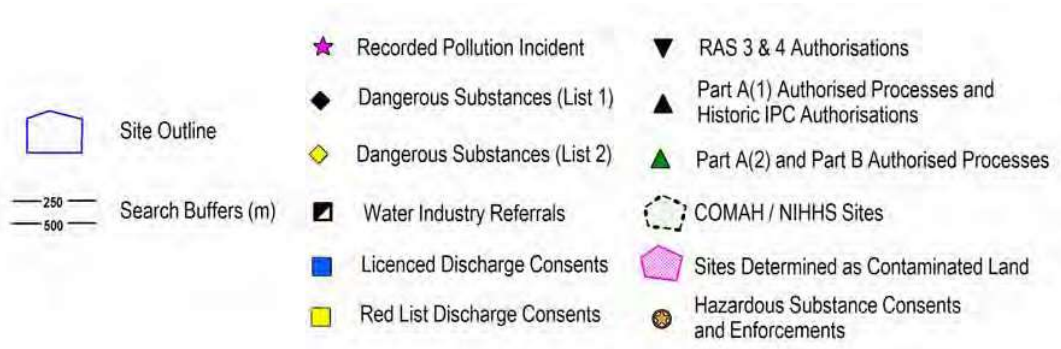 Site Outline
250
500
Search Buffers (m)
Recorded Pollution Incident
Dangerous Substances (List 1)
Dangerous Substances (List 2)
Water Industry Referrals
Licenced Discharge Consents
Red List Discharge Consents
RAS 3 & 4 Authorisations
Part A(1) Authorised Processes and
Historic IPC Authorisations
Part A(2) and Part B Authorised Processes
COMAH / NIHHS Sites
Sites Determined as Contaminated Land
Hazardous Substance Consents
and Enforcements